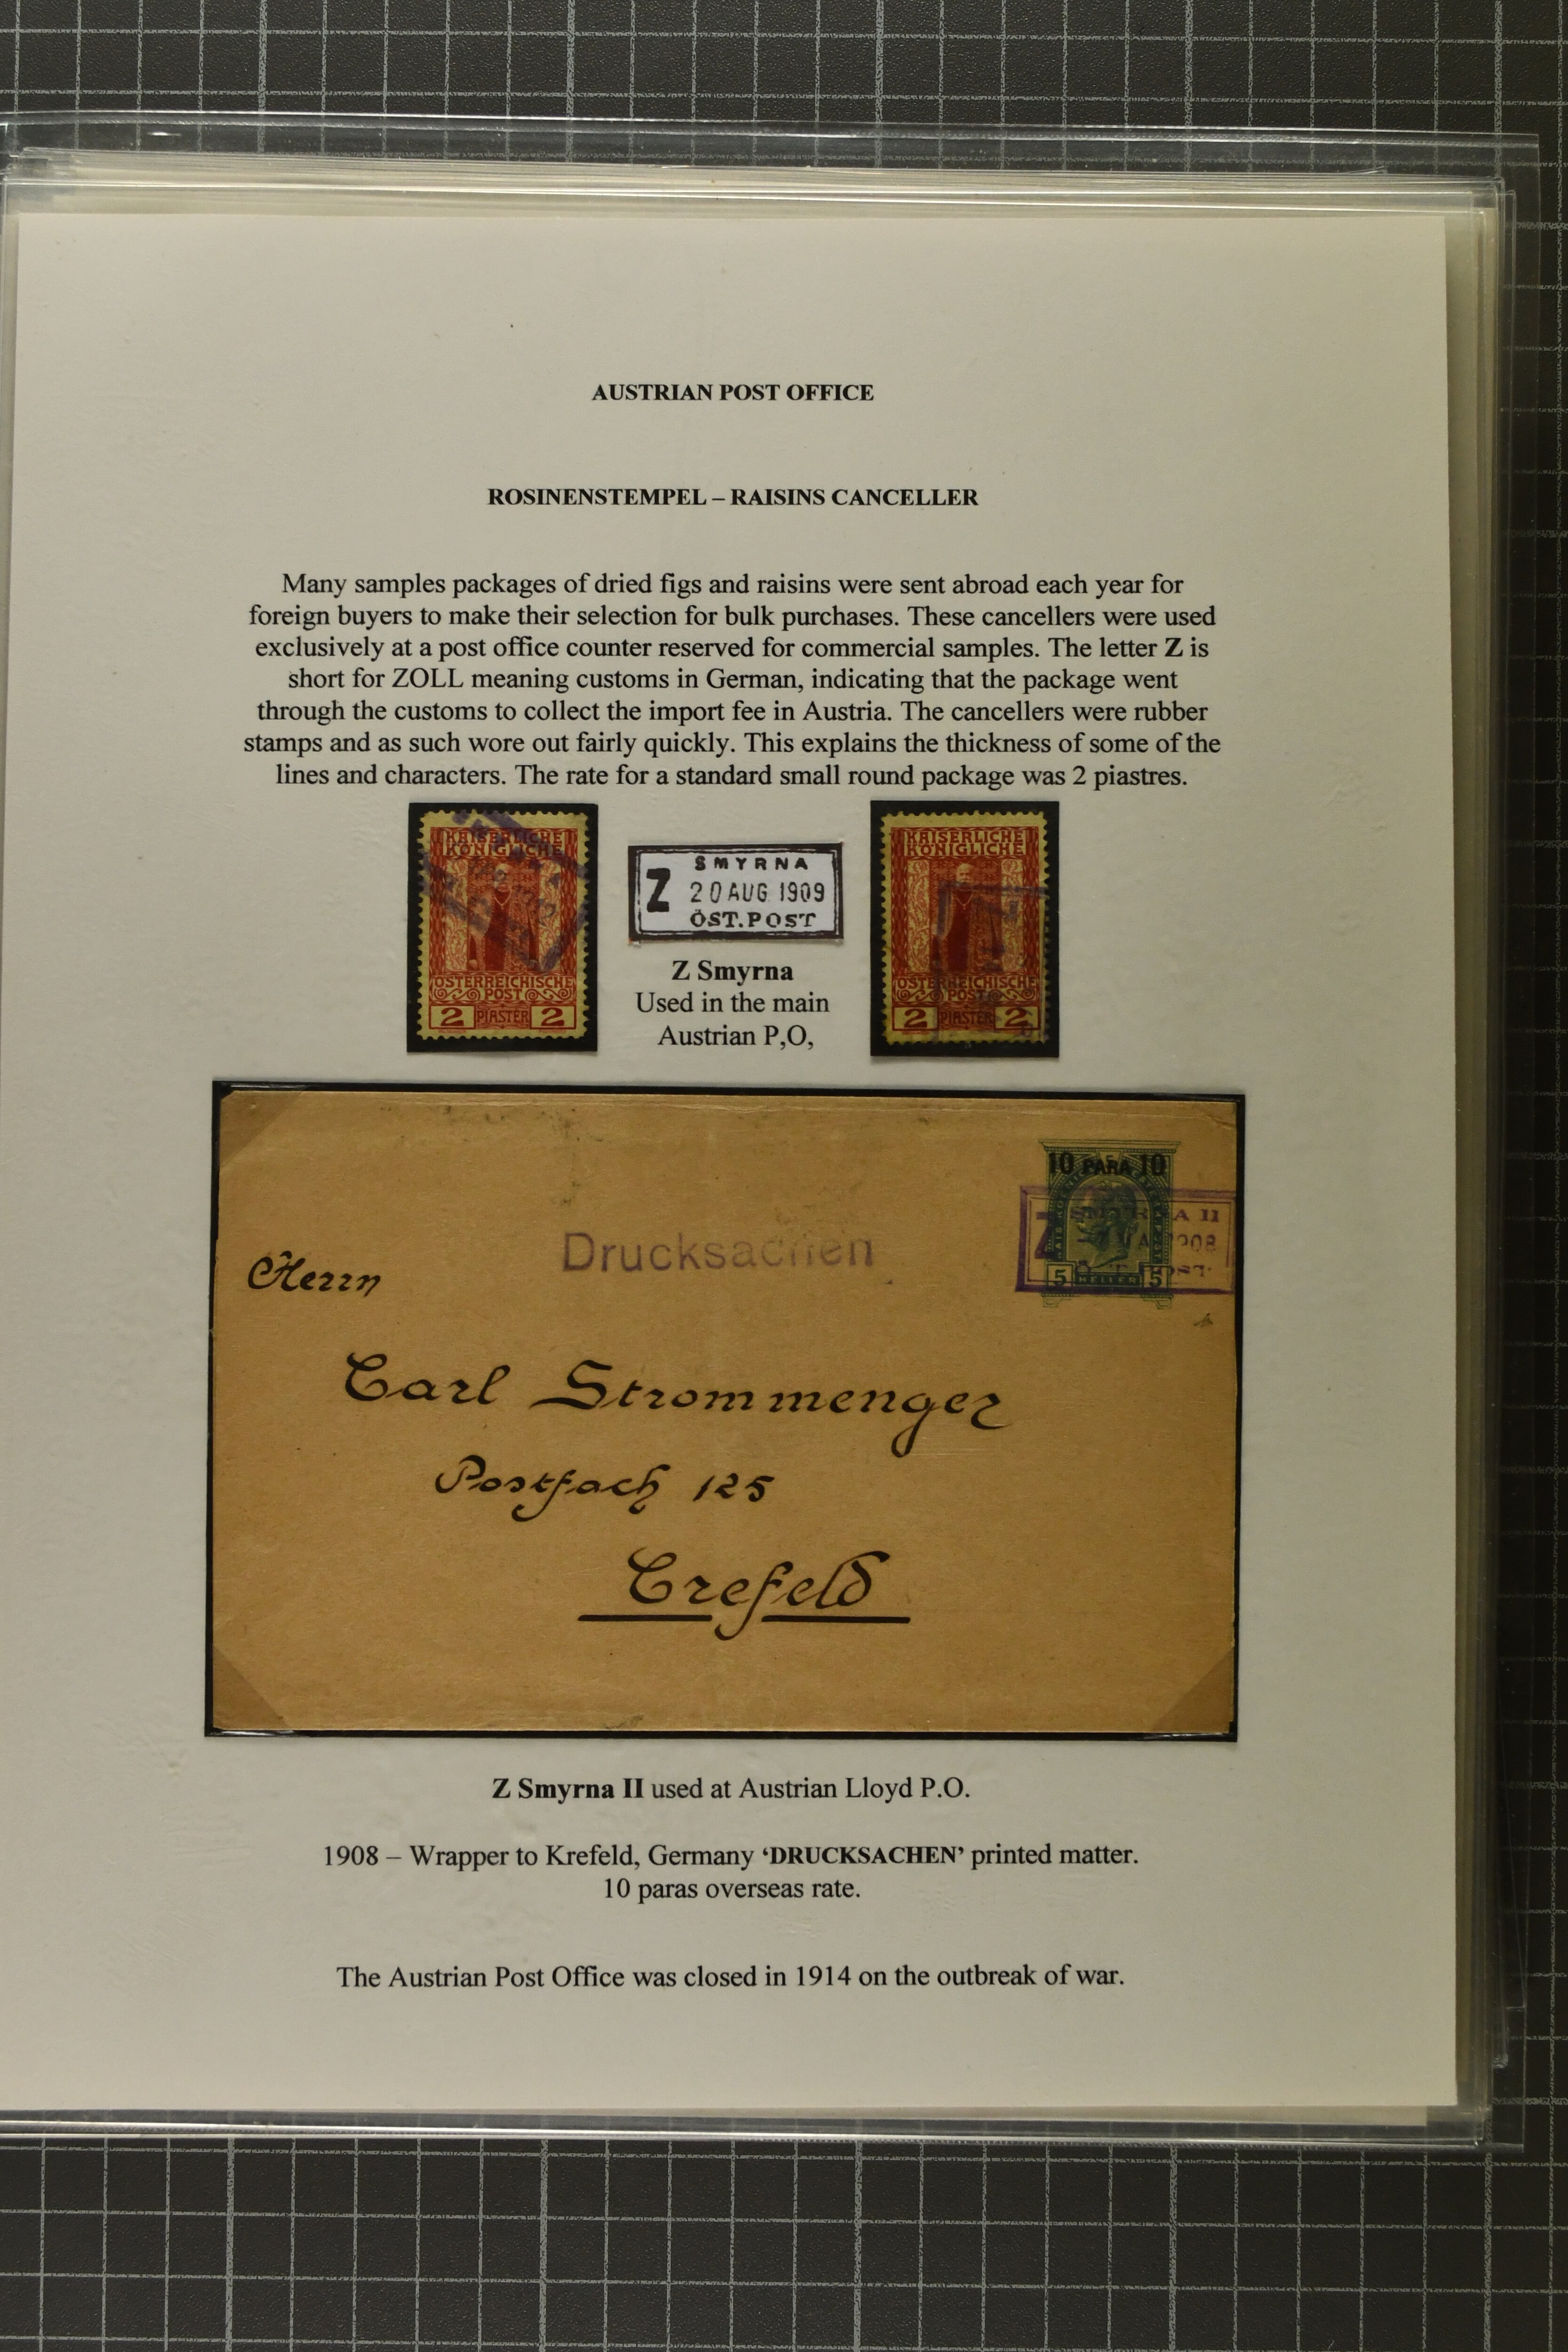 AUSTRIAN POST OFFICE
ROSINENSTEMPEL – RAISINS CANCELLER
Many samples packages of dried figs and raisins were sent abroad each year for
foreign buyers to make their selection for bulk purchases. These cancellers were used
exclusively at a post office counter reserved for commercial samples. The letter Z is
short for ZOLL meaning customs in German, indicating that the package went
through the customs to collect the import fee in Austria. The cancellers were rubber
stamps and as such wore out fairly quickly. This explains the thickness of some of the
lines and characters. The rate for a standard small round package was 2 piastres.
KAISERLICHE
KÖNIGLICHE
ÖSTERREICHISCHE
POST
2 PIASTER 2
Z
SMYRNA
20 AUG 1909
ÖST. POST
KAISERLICHE
KÖNIGLICHE
ÖSTERREICHISCHE
POST
2 PIASTER 2
Z Smyrna
Used in the main
Austrian P,O,
10 PARA 10
Z SMYRNA II
1908
POST
5 HELLER 5
Drucksachen
Herrn
Carl Strommenger
Postfach 125
Crefeld
Z Smyrna II used at Austrian Lloyd P.O.
1908 – Wrapper to Krefeld, Germany ‘DRUCKSACHEN’ printed matter.
10 paras overseas rate.
The Austrian Post Office was closed in 1914 on the outbreak of war.